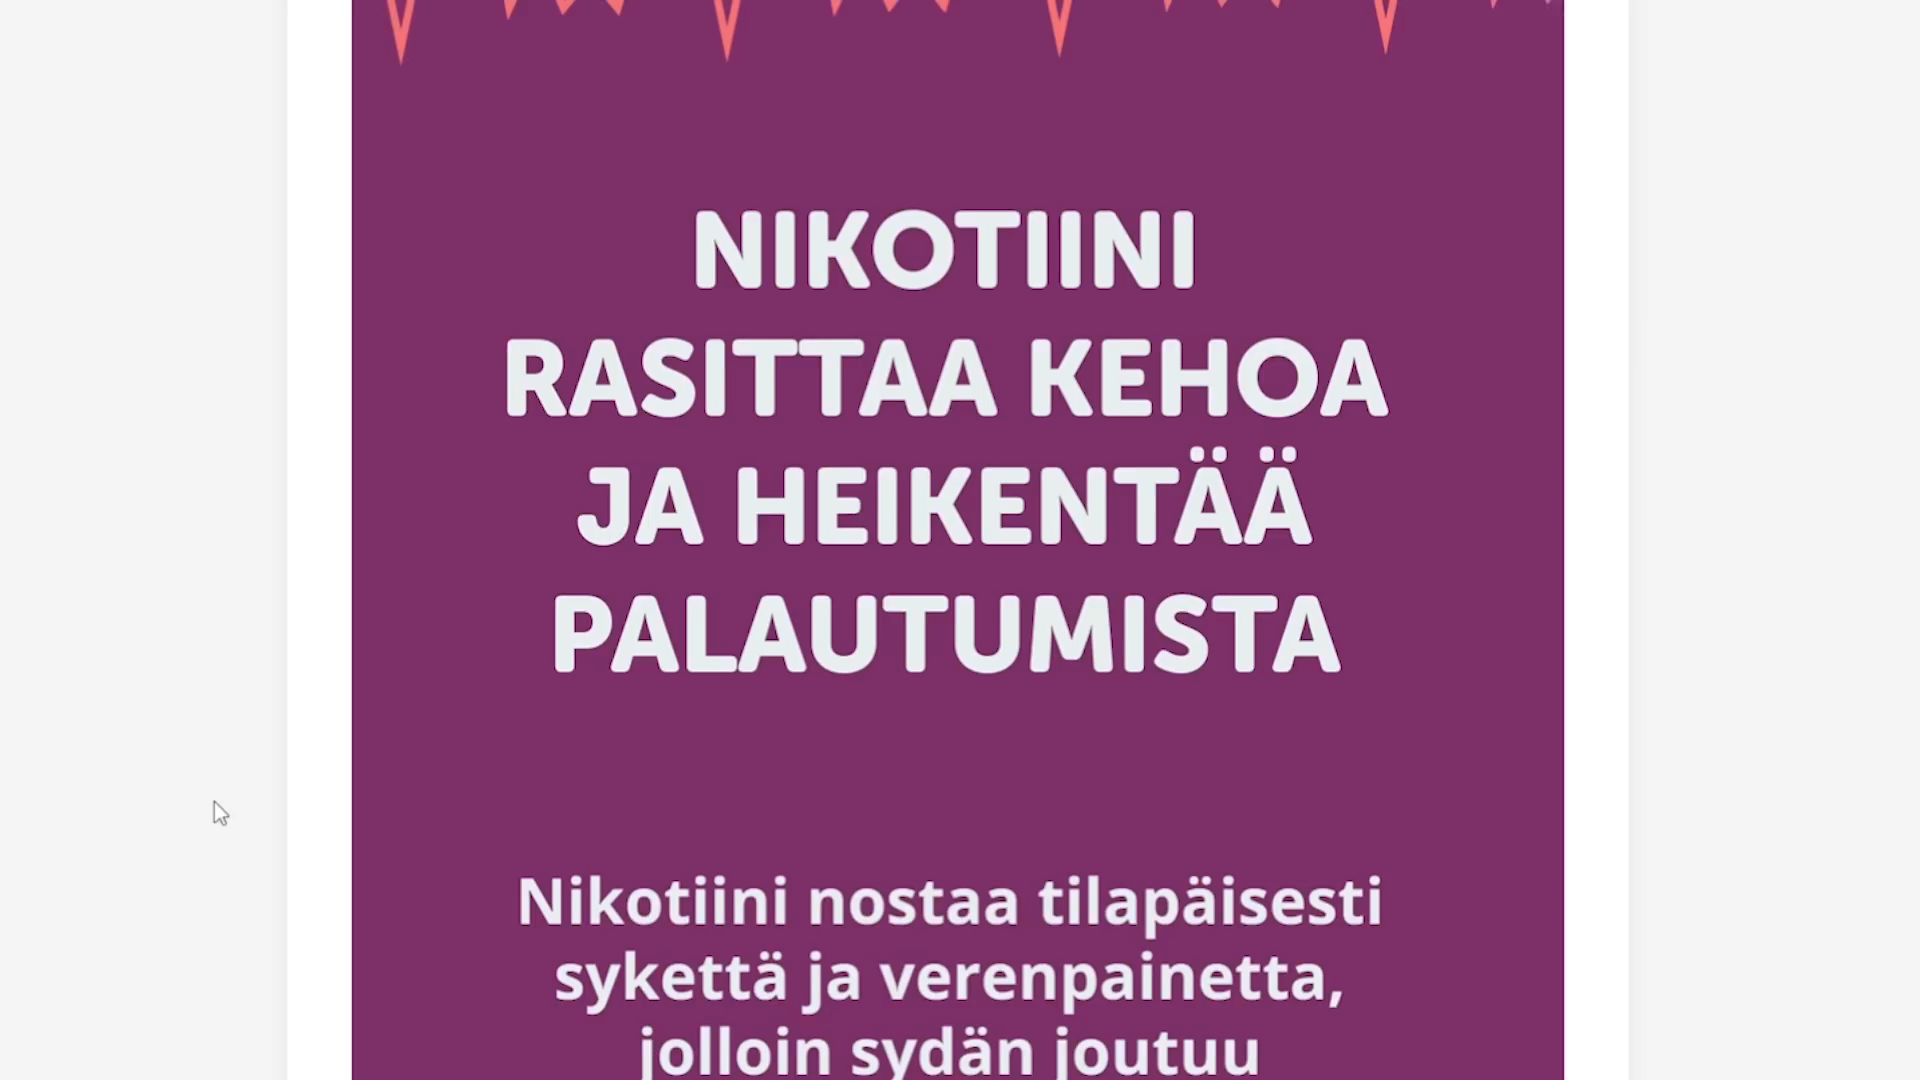 NIKOTIINI
RASITTAA KEHOA
JA HEIKENTÄÄ
PALAUTUMISTA
Nikotiini nostaa tilapäisesti
sykettä ja verenpainetta,
jolloin sydän joutuu